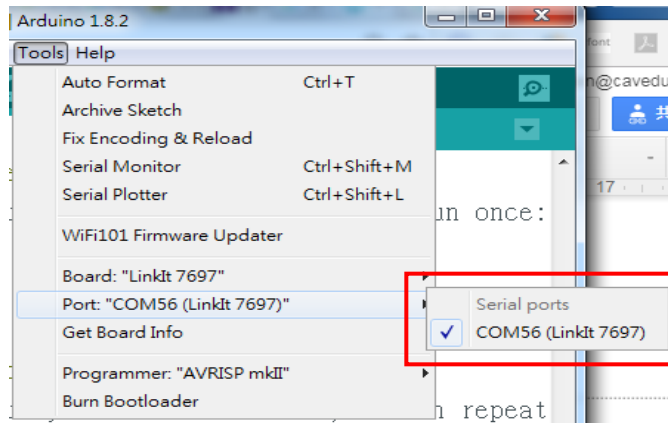 Arduino 1.8.2
font
Tools Help
n@cavedu
共
Auto Format Ctrl+T
Archive Sketch
Fix Encoding & Reload
Serial Monitor Ctrl+Shift+M
Serial Plotter Ctrl+Shift+L
17
un once:
WiFi101 Firmware Updater
Board: "LinkIt 7697"
Port: "COM56 (LinkIt 7697)"
Serial ports
COM56 (LinkIt 7697)
Get Board Info
Programmer: "AVRISP mkII"
Burn Bootloader
repeat